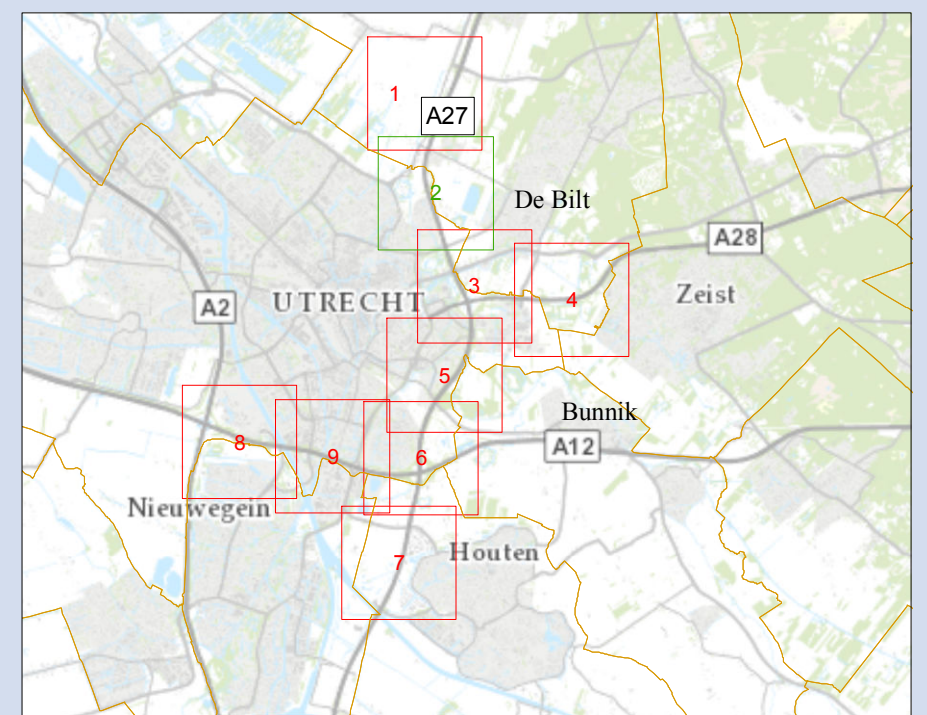 1
A27
2
De Bilt
A28
3
4
Zeist
A2
UTRECHT
5
Bunnik
8
9
6
A12
Nieuwegein
Houten
7